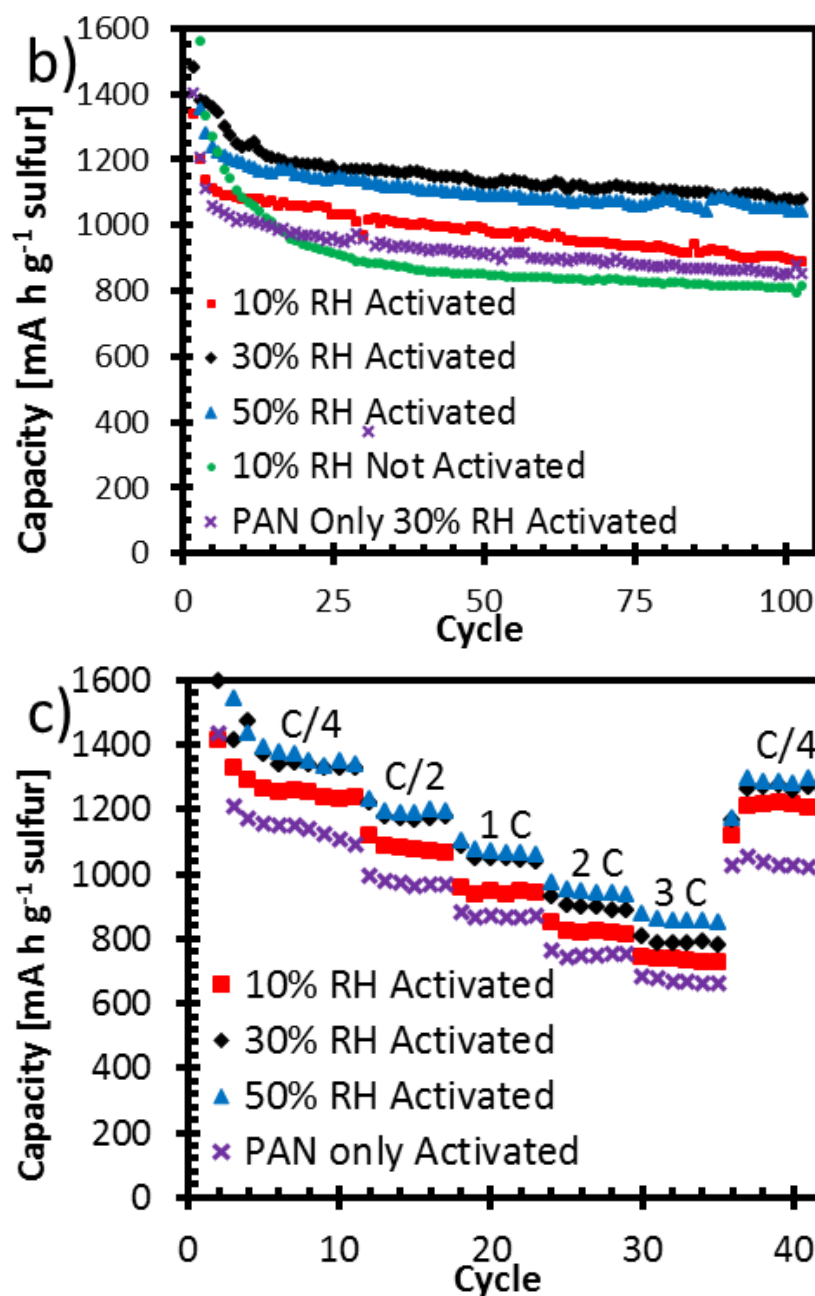 b)
1600
1400
1200
1000
800
600
400
200
0
Capacity [mA h g⁻¹ sulfur]
10% RH Activated
30% RH Activated
50% RH Activated
10% RH Not Activated
PAN Only 30% RH Activated
0 25 50 75 100
Cycle
c)
1600
1400
1200
1000
800
600
400
200
0
Capacity [mA h g⁻¹ sulfur]
C/4
C/2
1 C
2 C
3 C
C/4
10% RH Activated
30% RH Activated
50% RH Activated
PAN only Activated
0 10 20 30 40
Cycle